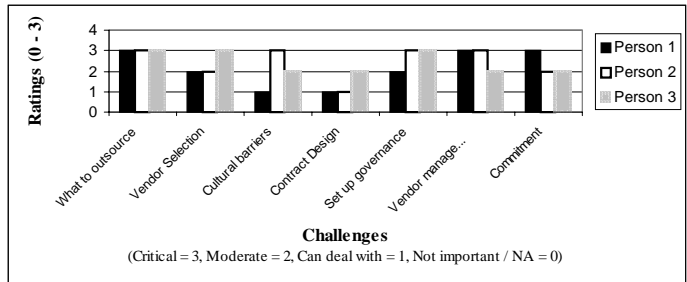 Ratings (0 - 3)
4
3
2
1
0
What to outsource
Vendor Selection
Cultural barriers
Contract Design
Set up governance
Vendor manage...
Commitment
Person 1
Person 2
Person 3
Challenges
(Critical = 3, Moderate = 2, Can deal with = 1, Not important / NA = 0)